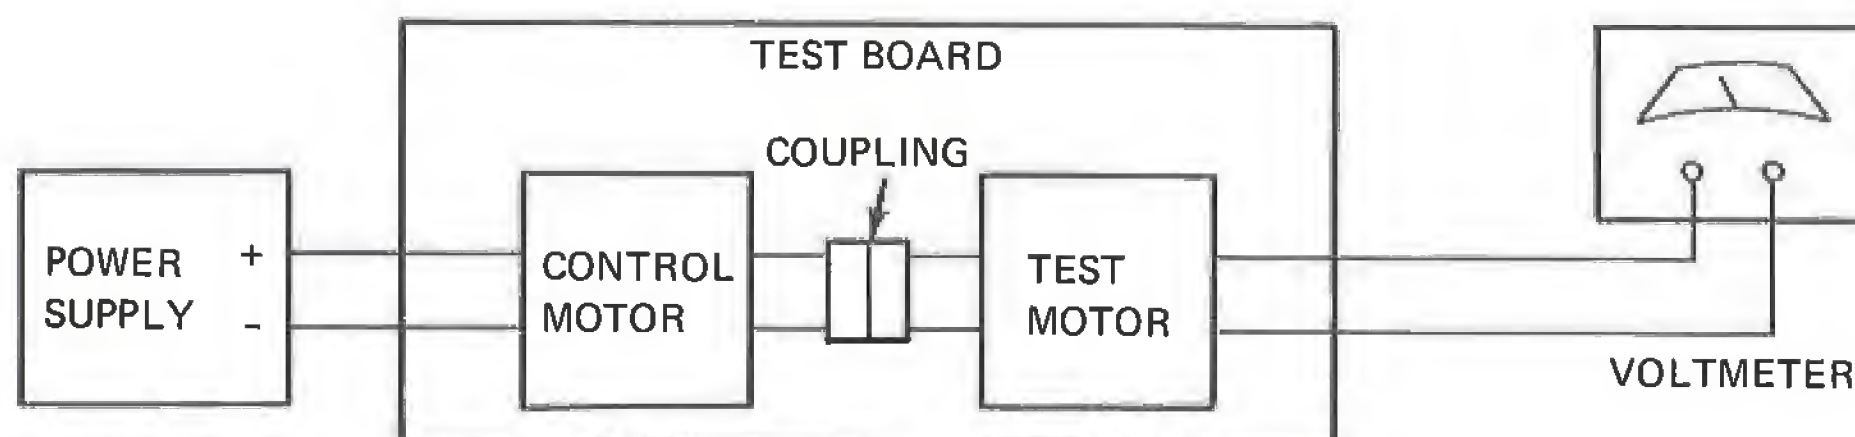 TEST BOARD
COUPLING
POWER
SUPPLY
+
-
CONTROL
MOTOR
TEST
MOTOR
VOLTMETER